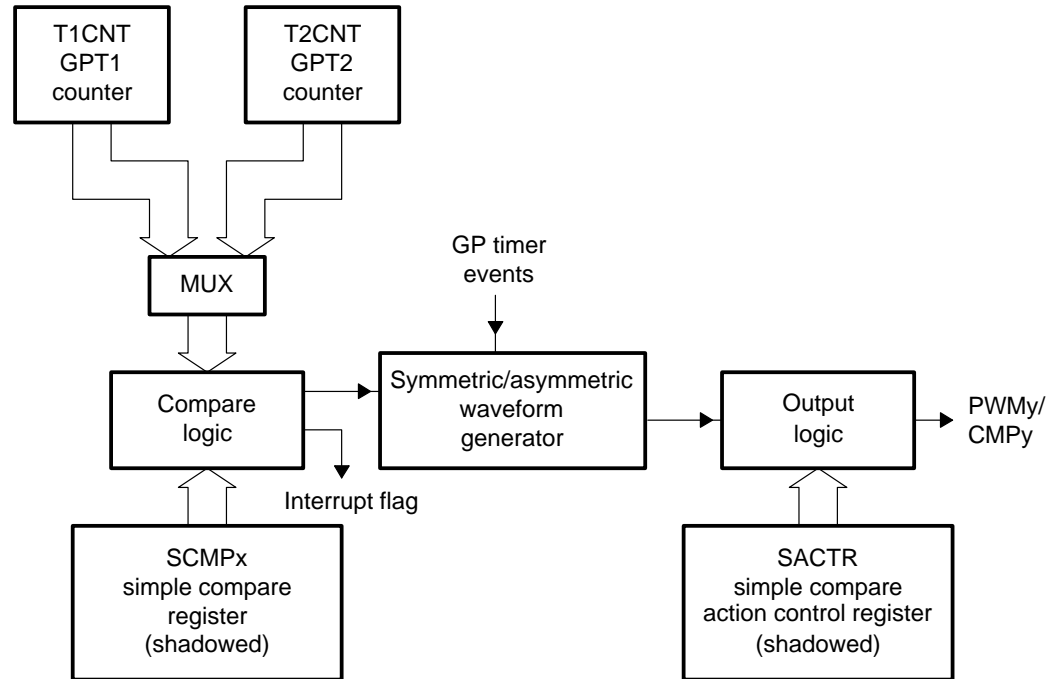 T1CNT
GPT1
counter
T2CNT
GPT2
counter
MUX
GP timer
events
Compare
logic
Symmetric/asymmetric
waveform
generator
Output
logic
PWMy/
CMPy
Interrupt flag
SCMPx
simple compare
register
(shadowed)
SACTR
simple compare
action control register
(shadowed)